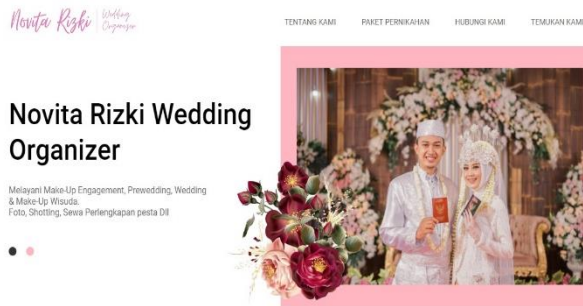 Novita Rizki
Wedding
Organizer
TENTANG KAMI
PAKET PERNIKAHAN
HUBUNGI KAMI
TEMUKAN KAMI
Novita Rizki Wedding
Organizer
Melayani Make-Up Engagement, Prewedding, Wedding
& Make-Up Wisuda.
Foto, Shotting, Sewa Perlengkapan pesta Dll